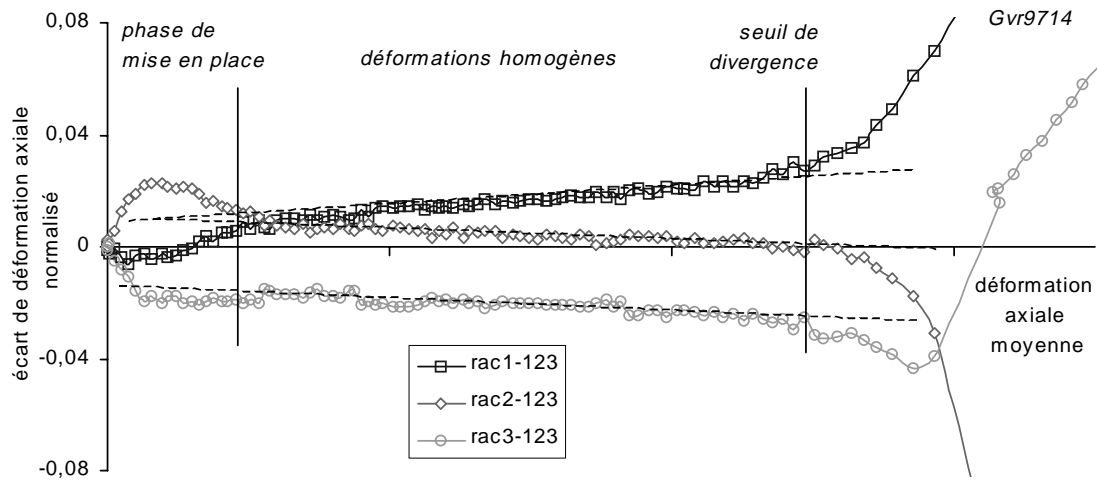 0,08
0,04
0
-0,04
-0,08
écart de déformation axiale
normalisé
phase de
mise en place
déformations homogènes
seuil de
divergence
Gvr9714
déformation
axiale
moyenne
rac1-123
rac2-123
rac3-123